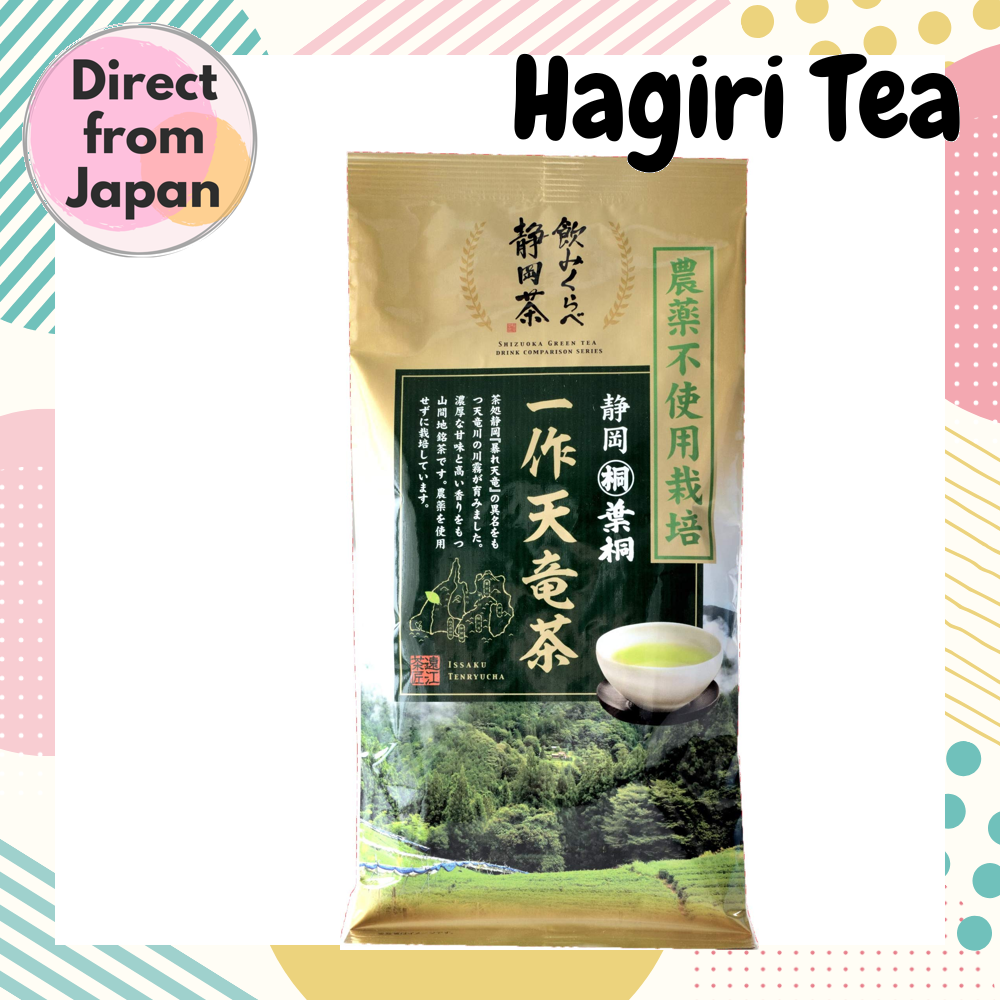 Direct
from
Japan
Hagiri Tea
飲みくらべ
静岡茶
SHIZUOKA GREEN TEA
DRINK COMPARISON SERIES
農薬不使用栽培
静岡 桐 葉桐
一作天竜茶
茶処静岡『暴れ天竜』の異名をも
つ天竜川の川霧が育みました。
濃厚な甘味と高い香りをもつ
山間地銘茶です。農薬を使用
せずに栽培しています。
遠江
茶匠
ISSAKU
TENRYUCHA